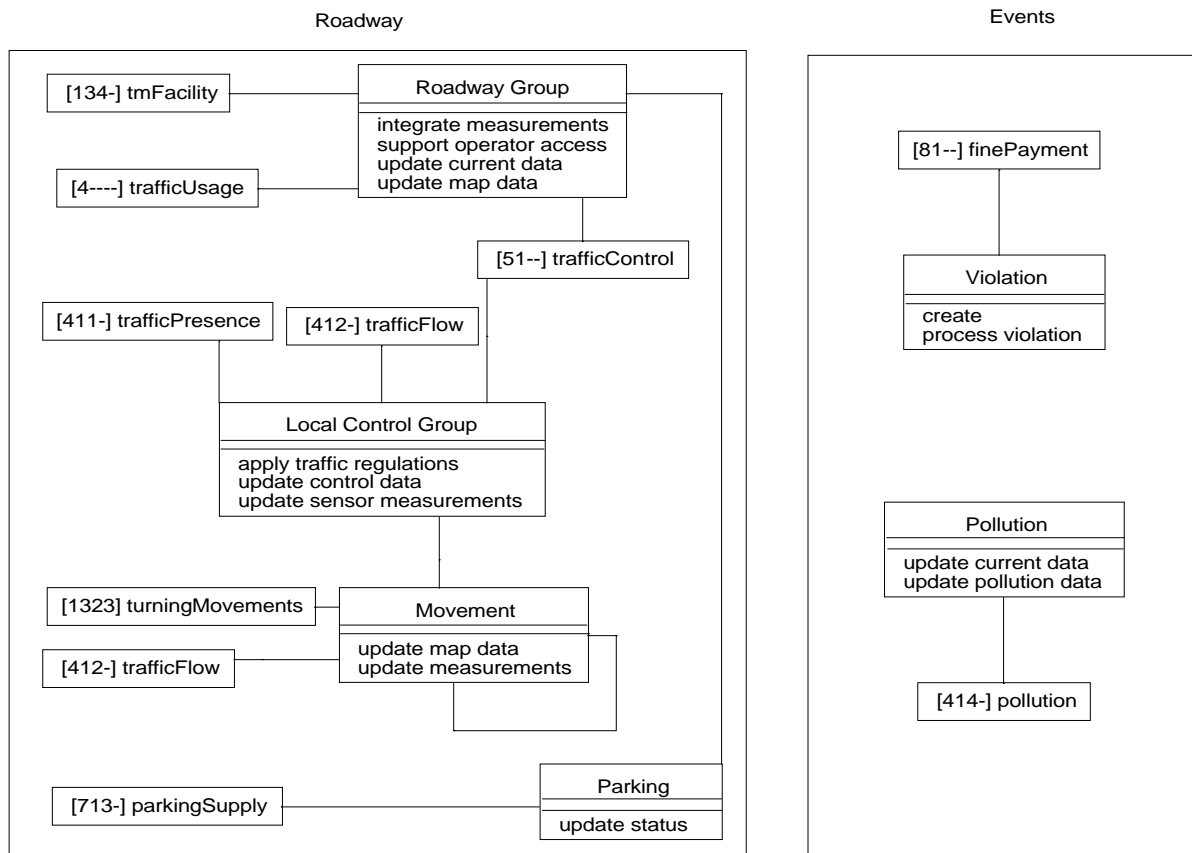 Roadway
Events
[134-] tmFacility
Roadway Group
integrate measurements
support operator access
update current data
update map data
[4----] trafficUsage
[51--] trafficControl
[411-] trafficPresence
[412-] trafficFlow
Local Control Group
apply traffic regulations
update control data
update sensor measurements
[1323] turningMovements
Movement
update map data
update measurements
[412-] trafficFlow
[713-] parkingSupply
Parking
update status
[81--] finePayment
Violation
create
process violation
Pollution
update current data
update pollution data
[414-] pollution